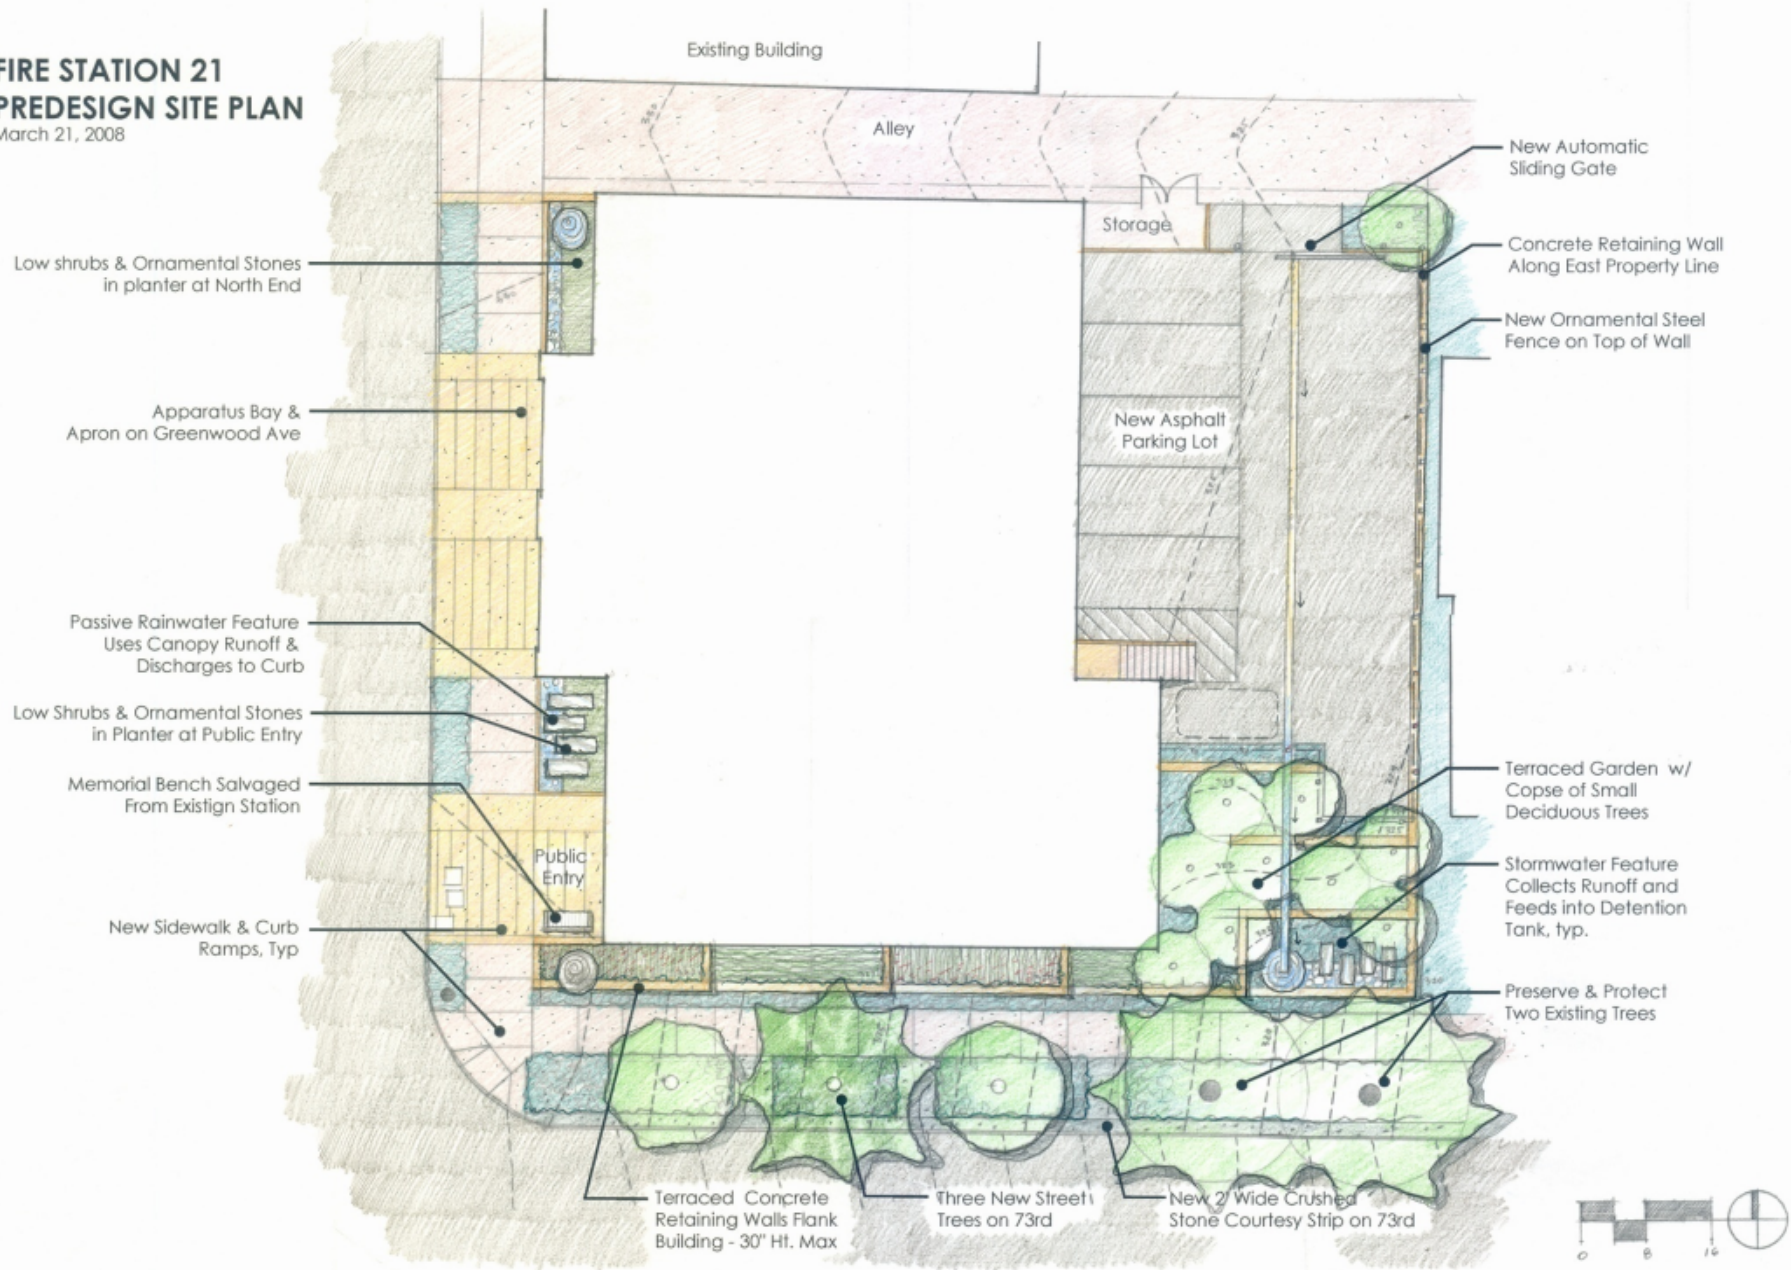 FIRE STATION 21
PREDESIGN SITE PLAN
March 21, 2008
Existing Building
Alley
Storage
New Automatic
Sliding Gate
Concrete Retaining Wall
Along East Property Line
New Ornamental Steel
Fence on Top of Wall
Low shrubs & Ornamental Stones
in planter at North End
Apparatus Bay &
Apron on Greenwood Ave
New Asphalt
Parking Lot
Passive Rainwater Feature
Uses Canopy Runoff &
Discharges to Curb
Low Shrubs & Ornamental Stones
in Planter at Public Entry
Memorial Bench Salvaged
From Existign Station
Public
Entry
New Sidewalk & Curb
Ramps, Typ
Terraced Garden w/
Copse of Small
Deciduous Trees
Stormwater Feature
Collects Runoff and
Feeds into Detention
Tank, typ.
Preserve & Protect
Two Existing Trees
Terraced Concrete
Retaining Walls Flank
Building - 30" Ht. Max
Three New Street
Trees on 73rd
New 2' Wide Crushed
Stone Courtesy Strip on 73rd
0 8 16